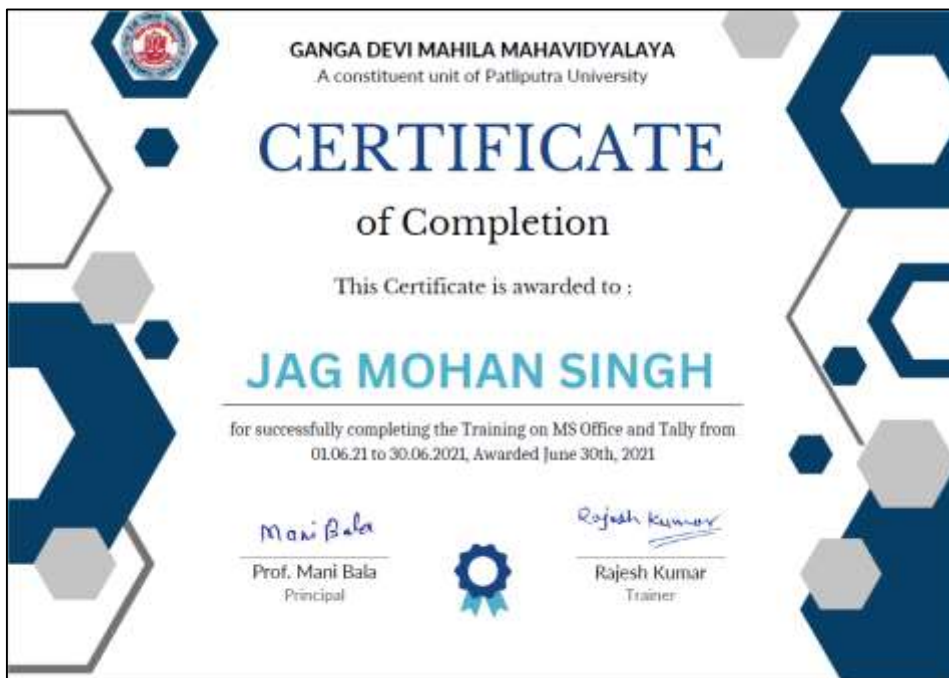 GANGA DEVI MAHILA MAHAVIDYALAYA
A constituent unit of Patliputra University
CERTIFICATE
of Completion
This Certificate is awarded to :
JAG MOHAN SINGH
for successfully completing the Training on MS Office and Tally from
01.06.21 to 30.06.2021, Awarded June 30th, 2021
Mani Bala
Rajesh Kumar
Prof. Mani Bala
Rajesh Kumar
Principal
Trainer